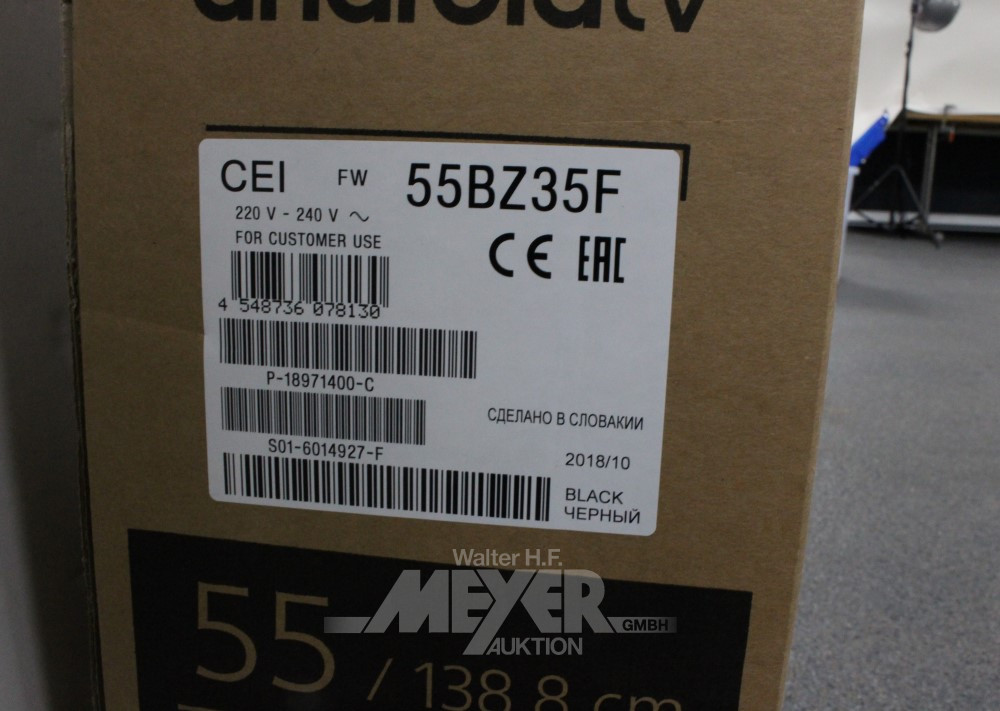 androidtv
CEI FW 55BZ35F
220 V - 240 V ~
FOR CUSTOMER USE
CE EAC
4 548736 078130
P-18971400-C
СДЕЛАНО В СЛОВАКИИ
S01-6014927-F
2018/10
BLACK
ЧЕРНЫЙ
Walter H.F.
MEYER GMBH
AUKTION
55 / 138.8 cm